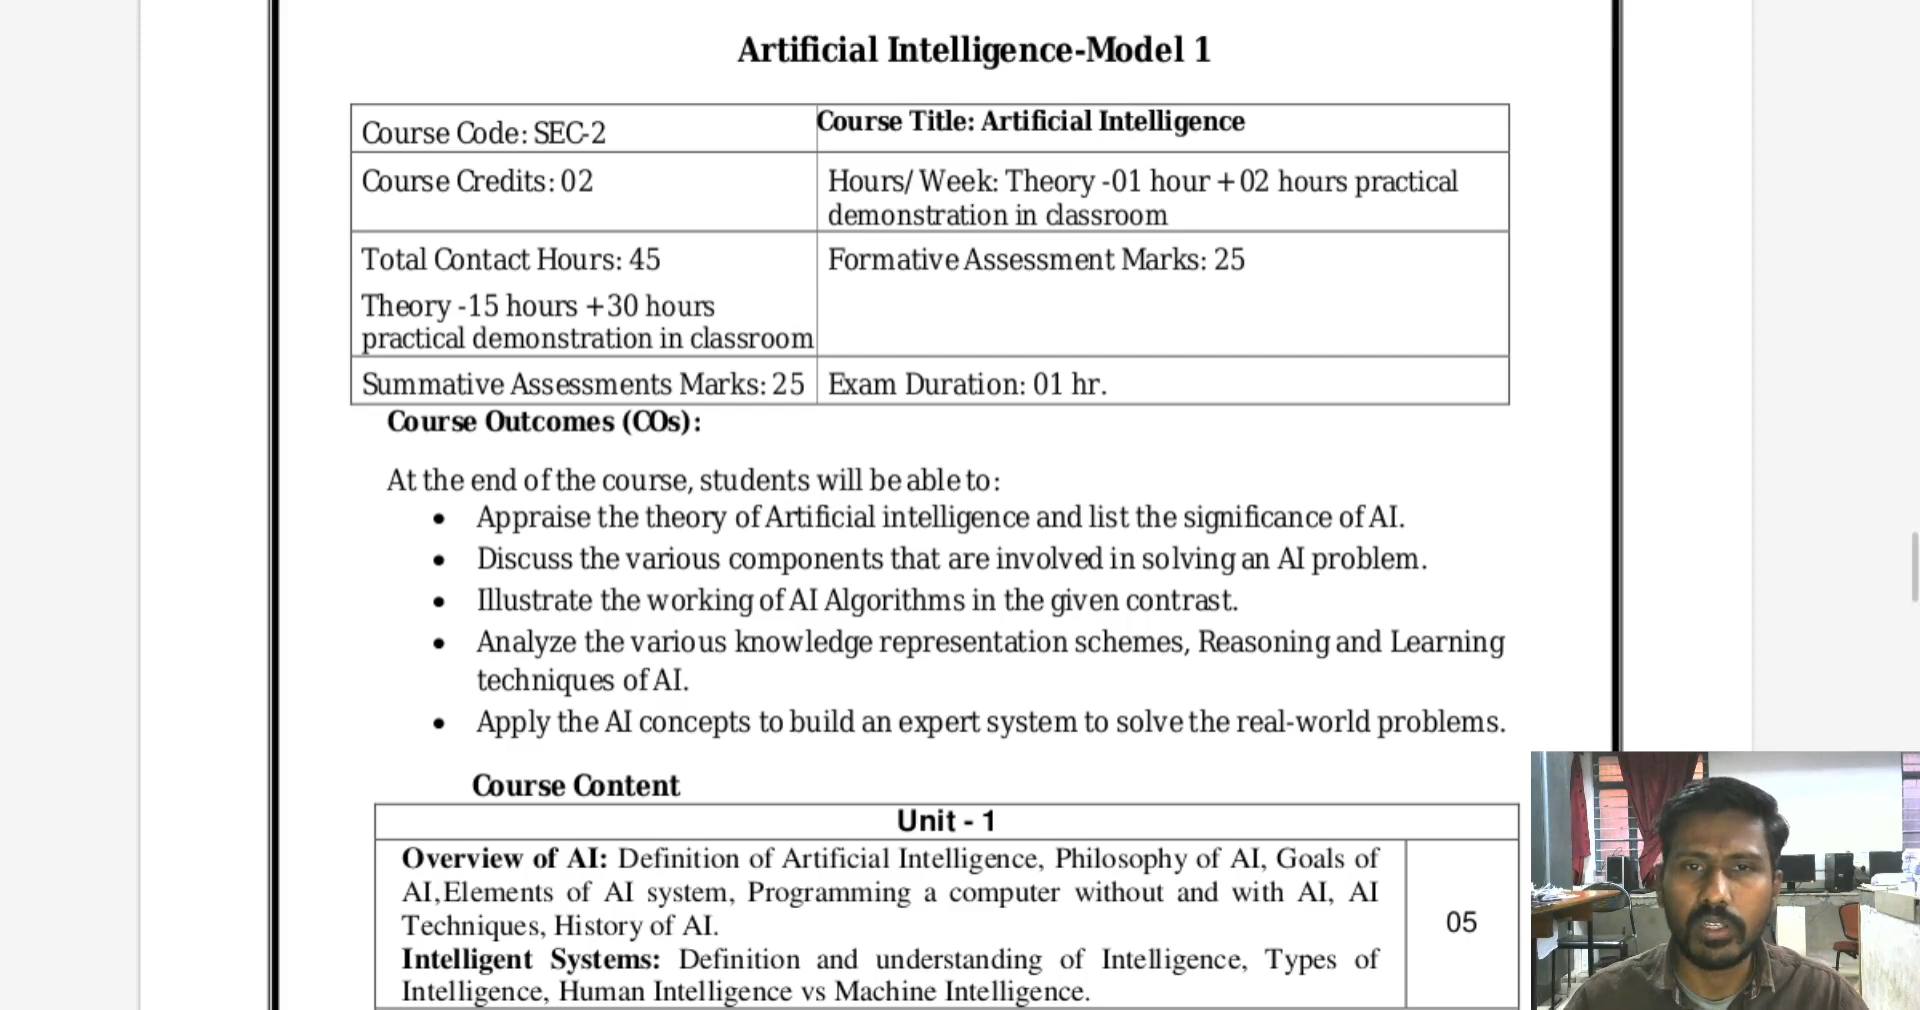 Artificial Intelligence-Model 1
Course Code: SEC-2
Course Title: Artificial Intelligence
Course Credits: 02
Hours/ Week: Theory -01 hour + 02 hours practical
demonstration in classroom
Total Contact Hours: 45
Theory -15 hours + 30 hours
practical demonstration in classroom
Formative Assessment Marks: 25
Summative Assessments Marks: 25
Exam Duration: 01 hr.
Course Outcomes (COs):
At the end of the course, students will be able to:
• Appraise the theory of Artificial intelligence and list the significance of AI.
• Discuss the various components that are involved in solving an AI problem.
• Illustrate the working of AI Algorithms in the given contrast.
• Analyze the various knowledge representation schemes, Reasoning and Learning
techniques of AI.
• Apply the AI concepts to build an expert system to solve the real-world problems.
Course Content
Unit - 1
Overview of AI: Definition of Artificial Intelligence, Philosophy of AI, Goals of
AI,Elements of AI system, Programming a computer without and with AI, AI
Techniques, History of AI.
Intelligent Systems: Definition and understanding of Intelligence, Types of
Intelligence, Human Intelligence vs Machine Intelligence.
05